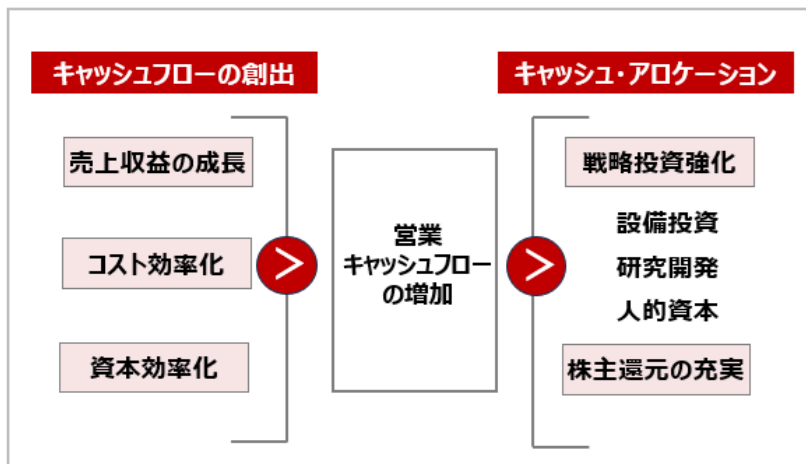 キャッシュフローの創出
売上収益の成長
コスト効率化
資本効率化
>
営業
キャッシュフロー
の増加
>
キャッシュ・アロケーション
戦略投資強化
設備投資
研究開発
人的資本
株主還元の充実